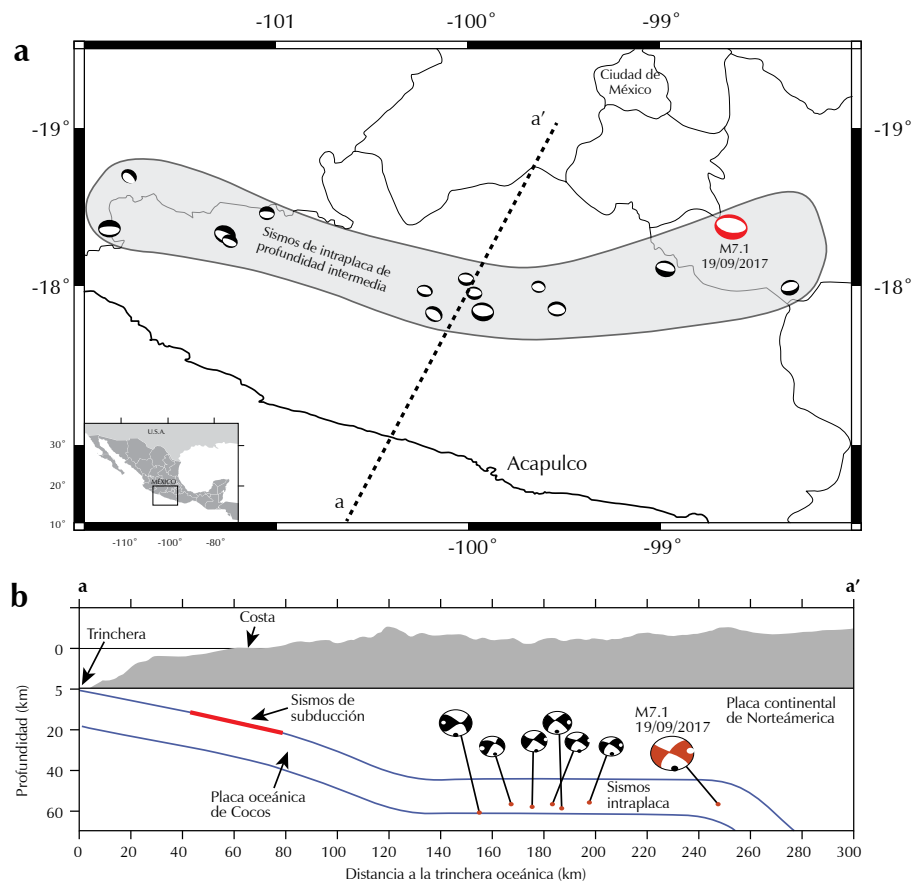 a
-101
-100°
-99°
Ciudad de
México
a’
-19°
-19°
Sismos de intraplaca de
profundidad intermedia
M7.1
19/09/2017
-18°
-18°
U.S.A.
MÉXICO
30°
20°
10°
-110°
-100°
-80°
Acapulco
a
-100°
-99°
b
a
a’
Costa
Trinchera
0
5
20
40
60
Profundidad (km)
Sismos de
subducción
Placa oceánica
de Cocos
M7.1
19/09/2017
Placa continental
de Norteámerica
Sismos
intraplaca
0
20
40
60
80
100
120
140
160
180
200
220
240
260
280
300
Distancia a la trinchera oceánica (km)